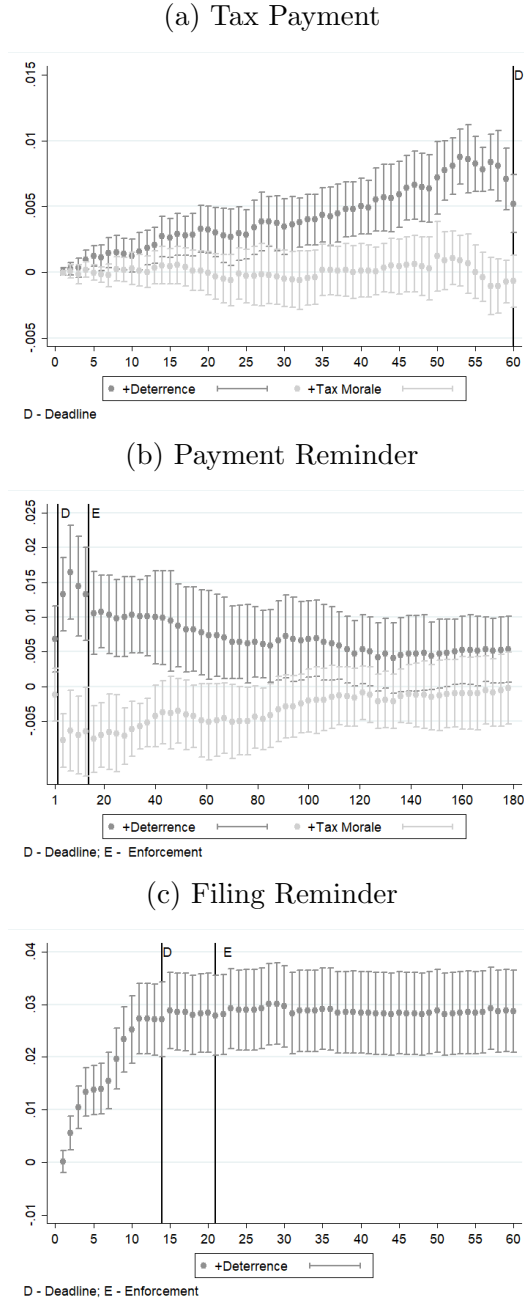 (a) Tax Payment
.015
.01
.005
0
-.005
D
0 5 10 15 20 25 30 35 40 45 50 55 60
+Deterrence +Tax Morale
D - Deadline
(b) Payment Reminder
.025
.02
.015
.01
.005
0
-.005
D E
1 20 40 60 80 100 120 140 160 180
+Deterrence +Tax Morale
D - Deadline; E - Enforcement
(c) Filing Reminder
.04
.03
.02
.01
0
-.01
D E
0 5 10 15 20 25 30 35 40 45 50 55 60
+Deterrence
D - Deadline; E - Enforcement